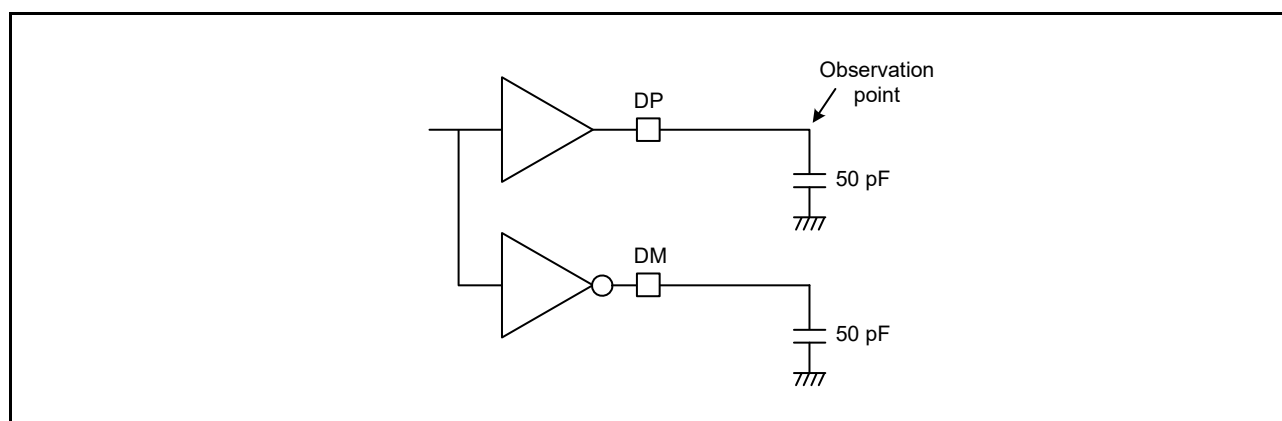 Observation
point
DP
50 pF
DM
50 pF